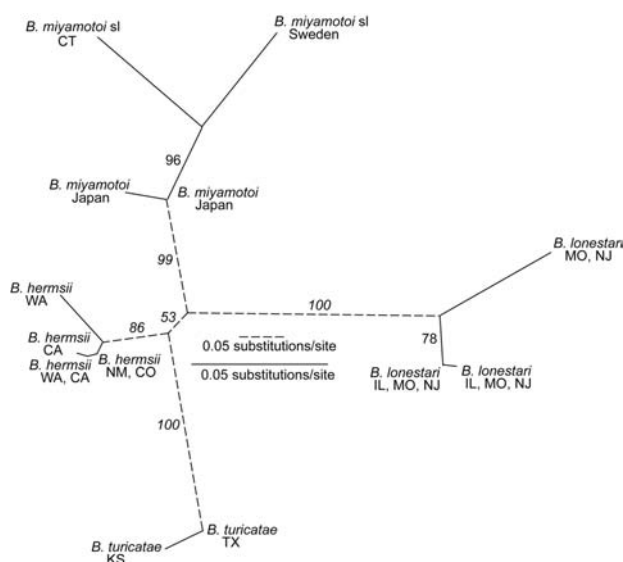 B. miyamotoi sl
CT
B. miyamotoi sl
Sweden
96
B. miyamotoi
Japan
B. miyamotoi
Japan
99
B. lonestari
MO, NJ
B. hermsii
WA
53
86
100
78
B. hermsii
CA
B. hermsii
WA, CA
B. hermsii
NM, CO
0.05 substitutions/site
0.05 substitutions/site
B. lonestari
IL, MO, NJ
B. lonestari
IL, MO, NJ
100
B. turicatae
TX
B. turicatae
KS